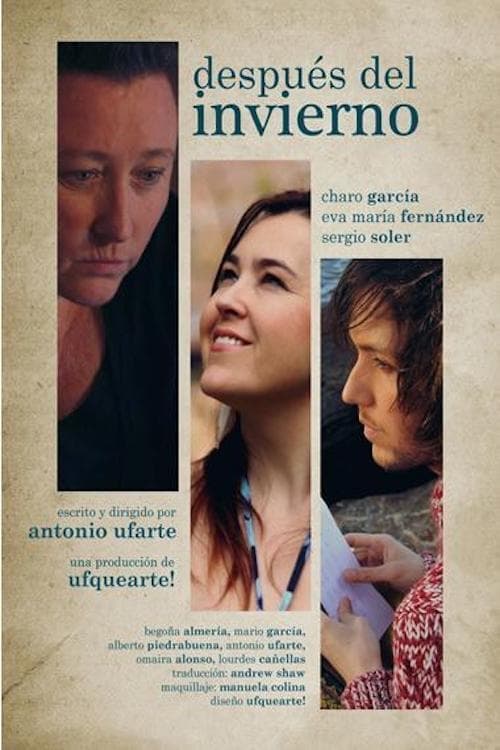 después del
invierno
charo garcía
eva maría fernández
sergio soler
escrito y dirigido por
antonio ufarte
una producción de
ufquearte!
begoña almería, mario garcía,
alberto piedrabuena, antonio ufarte,
omaira alonso, lourdes cañellas
traducción: andrew shaw
maquillaje: manuela colina
diseño ufquearte!